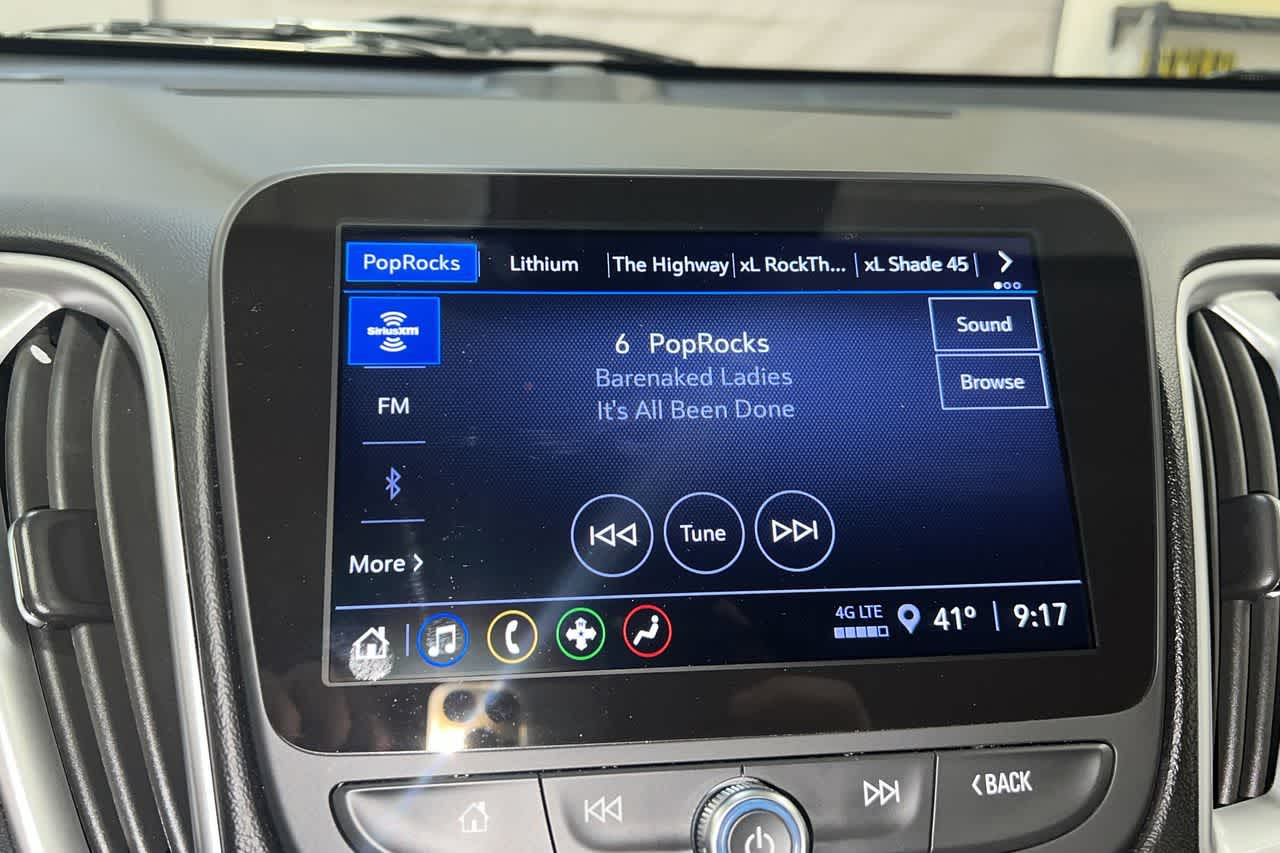 PopRocks
Lithium
The Highway
xL RockTh...
xL Shade 45
SiriusXM
6 PopRocks
Sound
Barenaked Ladies
Browse
It's All Been Done
FM
Tune
More
4G LTE
41°
9:17
BACK